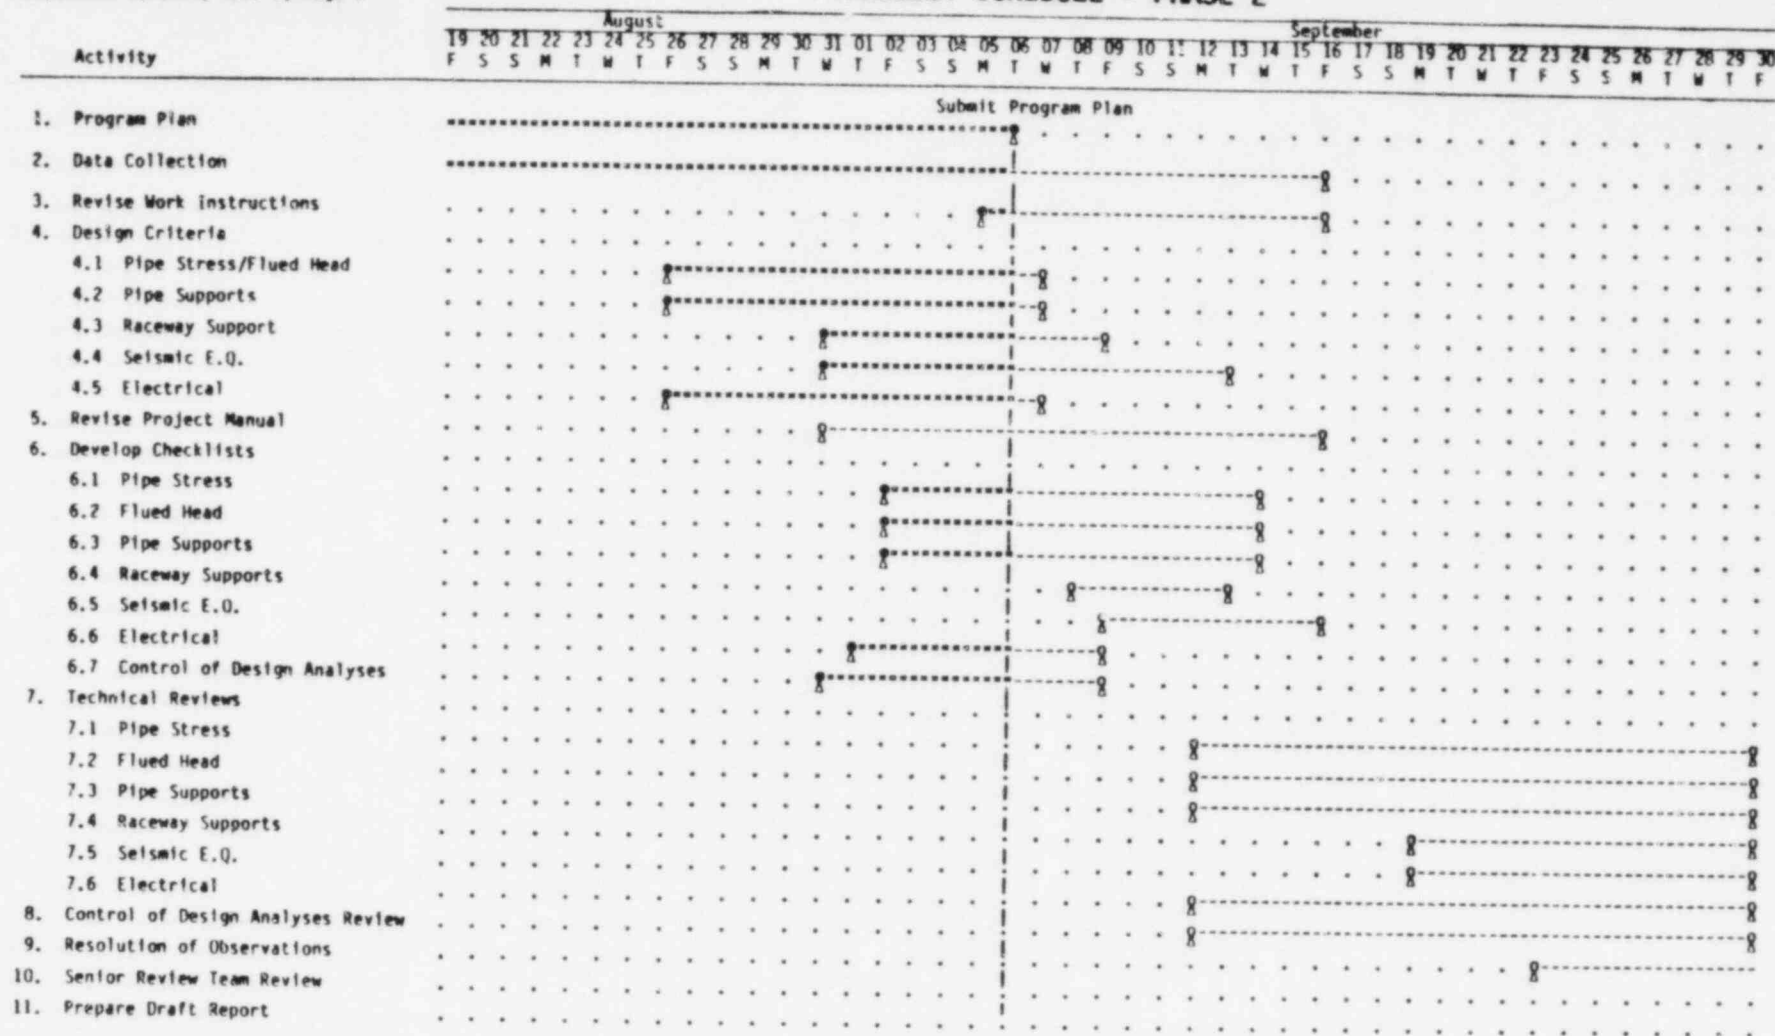 SCHEDULE - PHASE 2
August September
19 20 21 22 23 24 25 26 27 28 29 30 31 01 02 03 04 05 06 07 08 09 10 11 12 13 14 15 16 17 18 19 20 21 22 23 24 25 26 27 28 29 30
Activity F S S M T W T F S S M T W T F S S M T W T F S S M T W T F S S M T W T F S S M T W T F
Submit Program Plan
1. Program Plan
2. Data Collection
3. Revise Work Instructions
4. Design Criteria
4.1 Pipe Stress/Flued Head
4.2 Pipe Supports
4.3 Raceway Support
4.4 Seismic E.Q.
4.5 Electrical
5. Revise Project Manual
6. Develop Checklists
6.1 Pipe Stress
6.2 Flued Head
6.3 Pipe Supports
6.4 Raceway Supports
6.5 Seismic E.Q.
6.6 Electrical
6.7 Control of Design Analyses
7. Technical Reviews
7.1 Pipe Stress
7.2 Flued Head
7.3 Pipe Supports
7.4 Raceway Supports
7.5 Seismic E.Q.
7.6 Electrical
8. Control of Design Analyses Review
9. Resolution of Observations
10. Senior Review Team Review
11. Prepare Draft Report